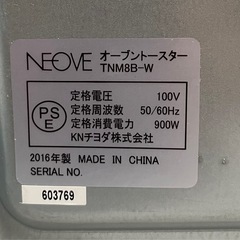 NEOVE オーブントースター
TNM8B-W
PS
E
定格電圧 100V
定格周波数 50/60Hz
定格消費電力 900W
KNチヨダ株式会社
2016年製 MADE IN CHINA
SERIAL NO.
603769